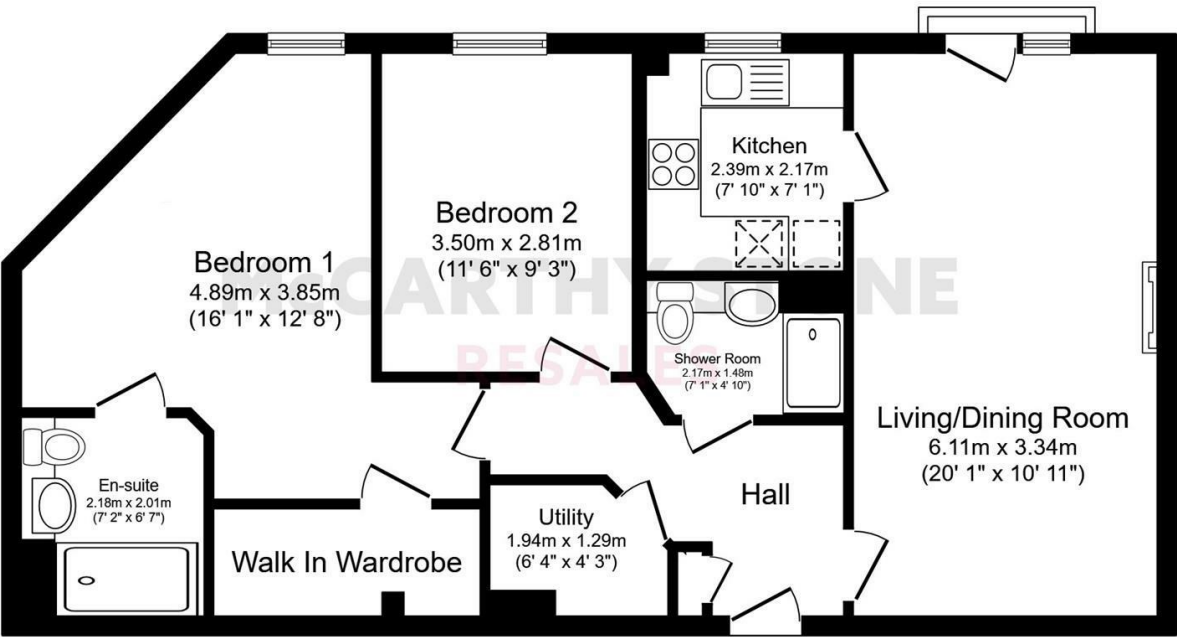 Kitchen
2.39m x 2.17m
(7' 10" x 7' 1")
Bedroom 2
3.50m x 2.81m
(11' 6" x 9' 3")
Bedroom 1
4.89m x 3.85m
(16' 1" x 12' 8")
McCARTHY STONE
RESALES
Shower Room
2.17m x 1.48m
(7' 1" x 4' 10")
Living/Dining Room
6.11m x 3.34m
(20' 1" x 10' 11")
En-suite
2.18m x 2.01m
(7' 2" x 6' 7")
Hall
Utility
1.94m x 1.29m
(6' 4" x 4' 3")
Walk In Wardrobe